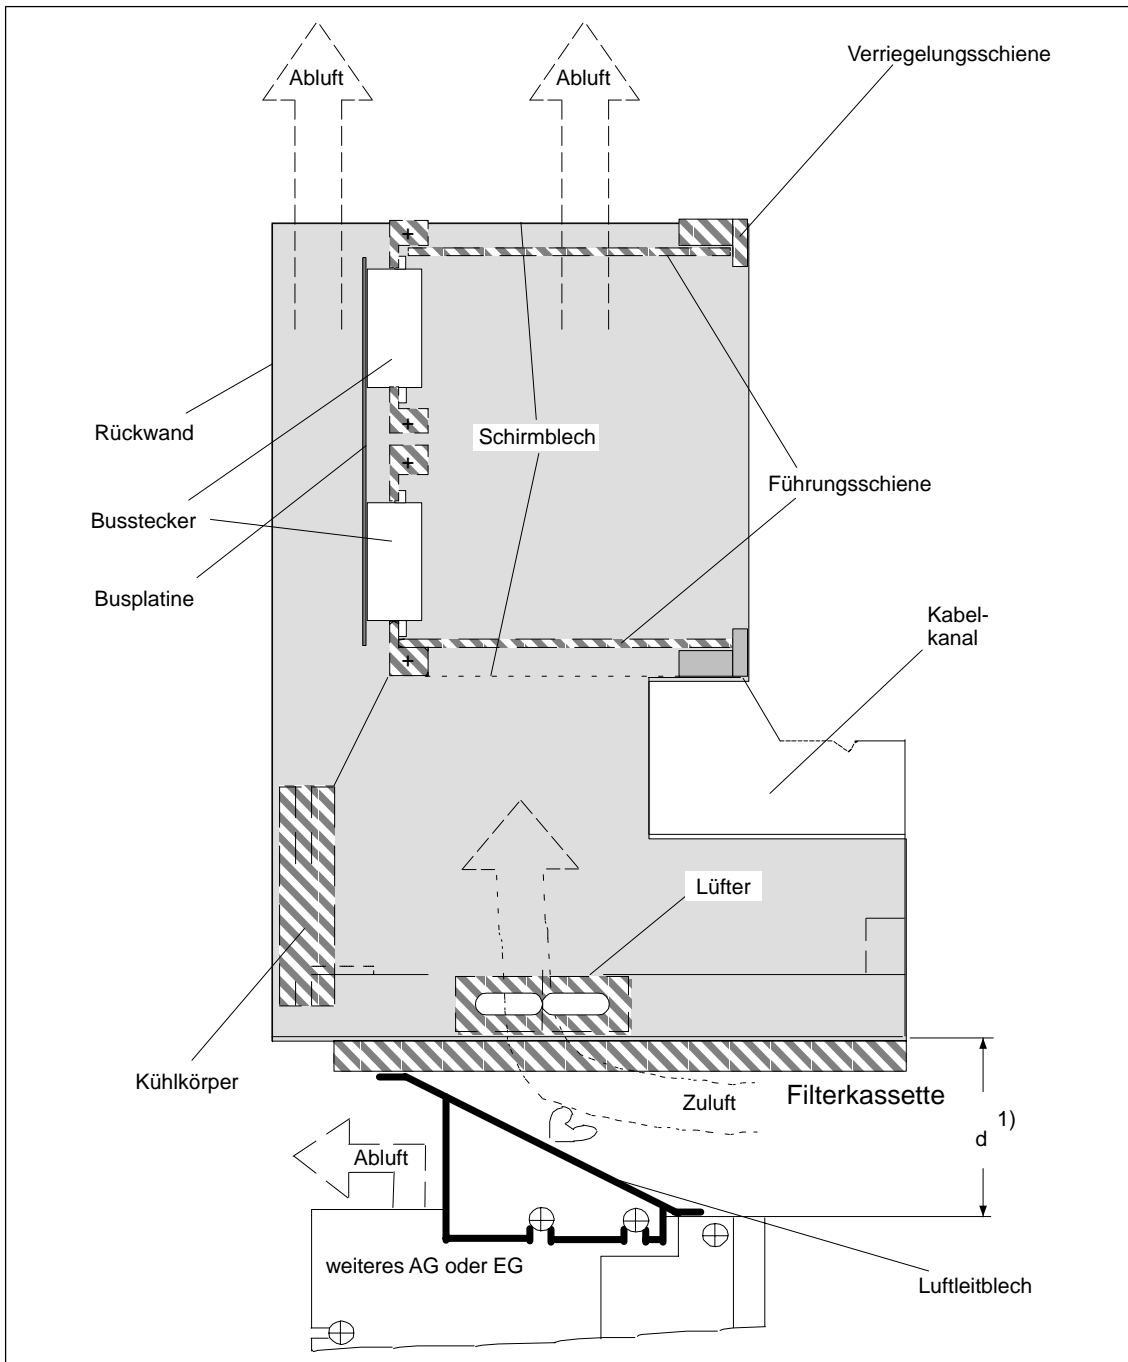 Verriegelungsschiene
Abluft
Abluft
Rückwand
Schirmblech
Führungsschiene
Busstecker
Busplatine
Kabel-
kanal
Lüfter
Kühlkörper
Zuluft
Filterkassette
d 1)
Abluft
weiteres AG oder EG
Luftleitblech